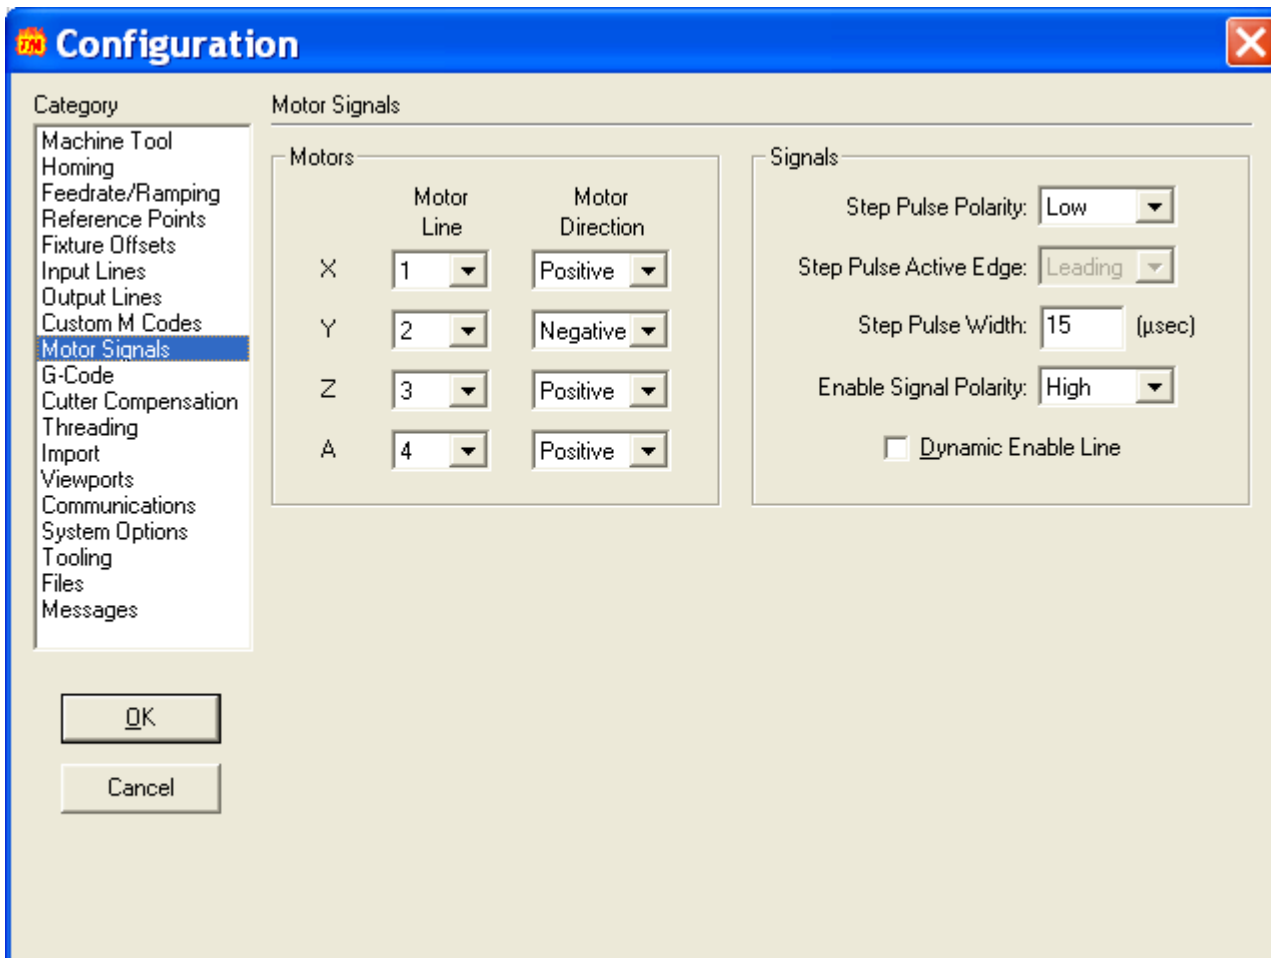 TM Configuration
Category
Machine Tool
Homing
Feedrate/Ramping
Reference Points
Fixture Offsets
Input Lines
Output Lines
Custom M Codes
Motor Signals
G-Code
Cutter Compensation
Threading
Import
Viewports
Communications
System Options
Tooling
Files
Messages
OK
Cancel
Motor Signals
Motors
Motor Line
Motor Direction
X 1 Positive
Y 2 Negative
Z 3 Positive
A 4 Positive
Signals
Step Pulse Polarity: Low
Step Pulse Active Edge: Leading
Step Pulse Width: 15 (µsec)
Enable Signal Polarity: High
Dynamic Enable Line